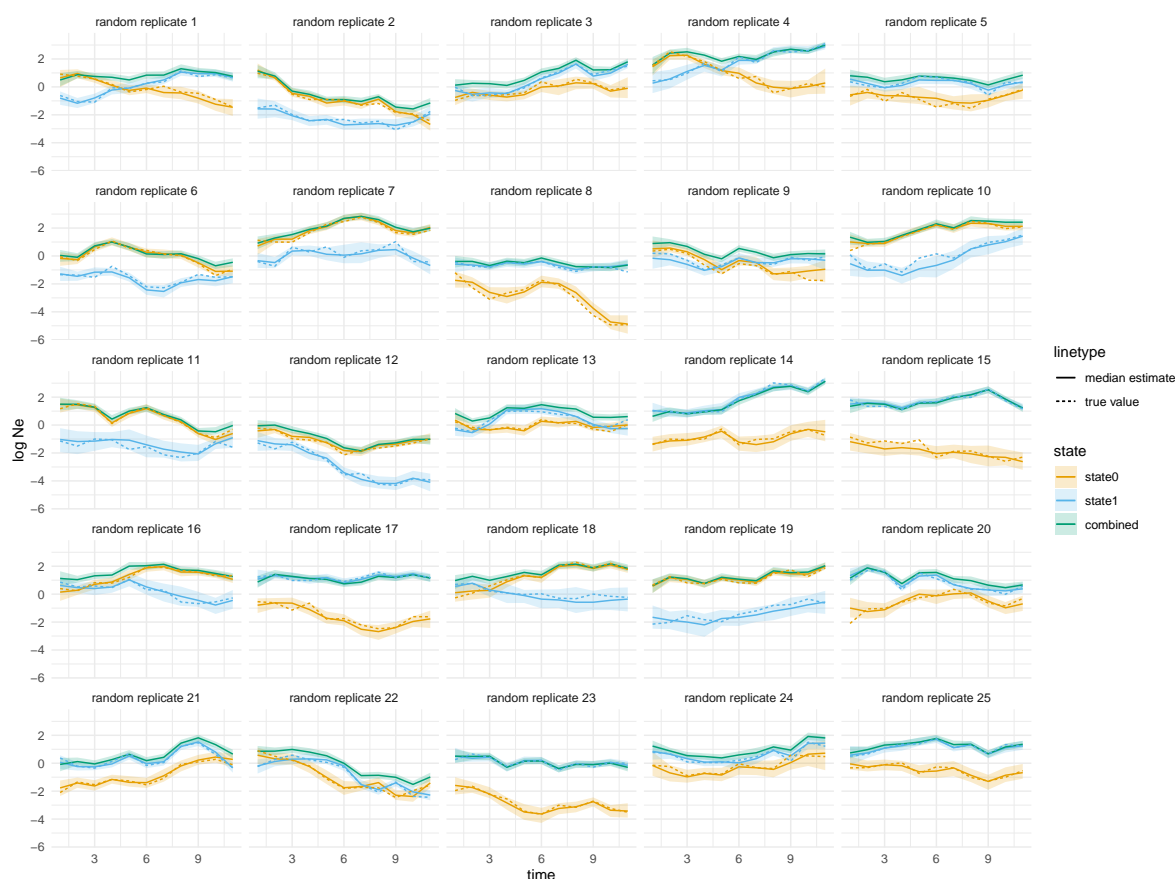 random replicate 1
random replicate 2
random replicate 3
random replicate 4
random replicate 5
2
0
−2
−4
−6
random replicate 6
random replicate 7
random replicate 8
random replicate 9
random replicate 10
2
0
−2
−4
−6
random replicate 11
random replicate 12
random replicate 13
random replicate 14
random replicate 15
2
0
−2
−4
−6
random replicate 16
random replicate 17
random replicate 18
random replicate 19
random replicate 20
2
0
−2
−4
−6
random replicate 21
random replicate 22
random replicate 23
random replicate 24
random replicate 25
2
0
−2
−4
−6
3 6 9
3 6 9
3 6 9
3 6 9
3 6 9
time
log Ne
linetype
median estimate
true value
state
state0
state1
combined